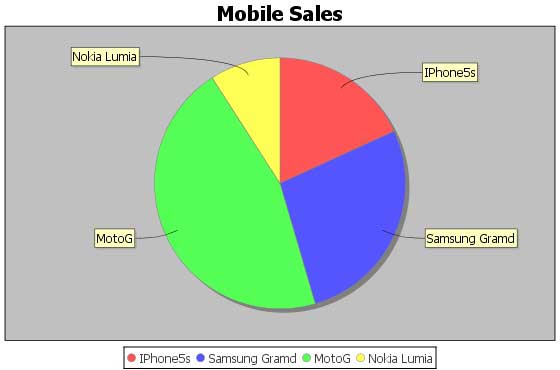 Mobile Sales
Nokia Lumia
IPhone5s
MotoG
Samsung Gramd
IPhone5s Samsung Gramd MotoG Nokia Lumia